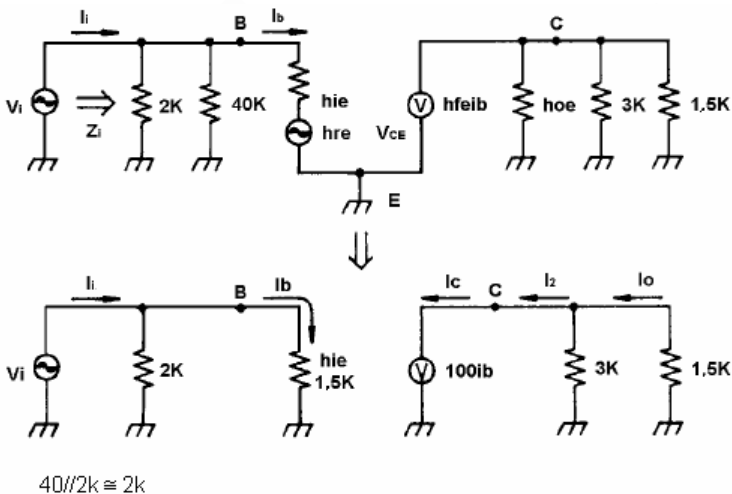 Ii B Ib C
Vi Zi 2K 40K hie hre VCE V hfeib hoe 3K 1,5K
E
Ii B Ib Ic C I2 Io
Vi 2K hie 1,5K V 100ib 3K 1,5K
40//2k ≅ 2k